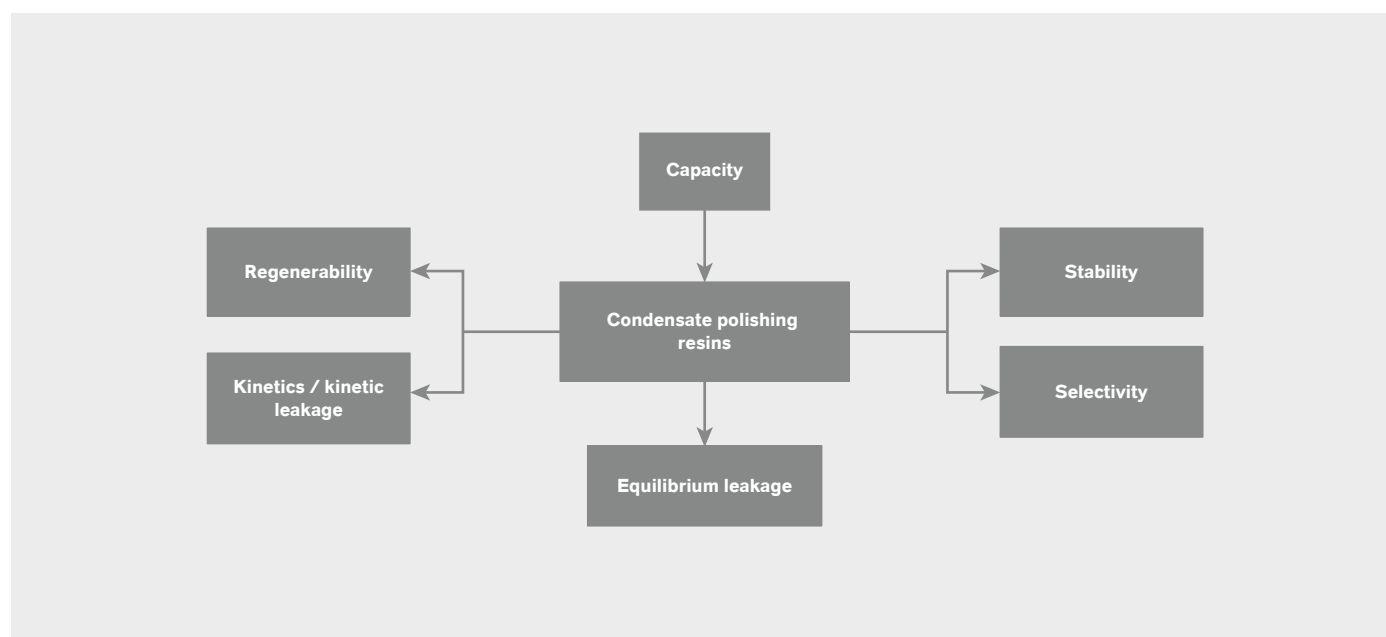 Capacity
Regenerability
Stability
Condensate polishing
resins
Kinetics / kinetic
leakage
Selectivity
Equilibrium leakage